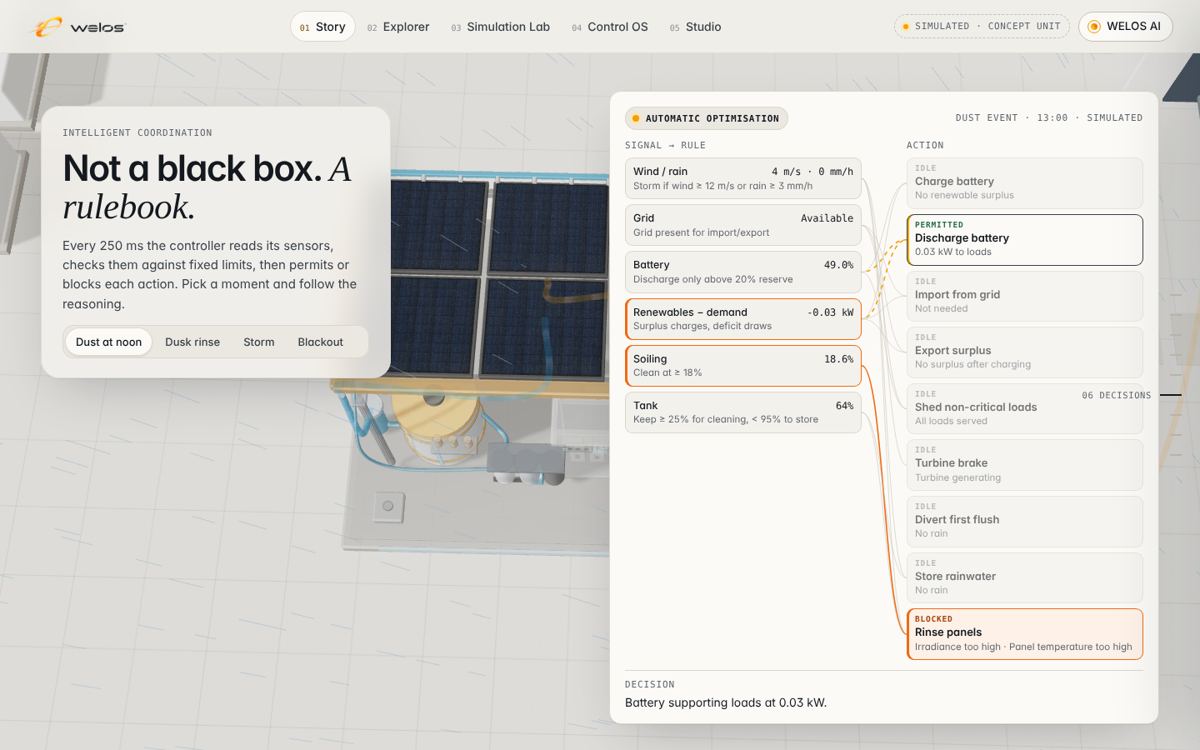 welos
01 Story
02 Explorer
03 Simulation Lab
04 Control OS
05 Studio
SIMULATED · CONCEPT UNIT
WELOS AI
INTELLIGENT COORDINATION
Not a black box. A
rulebook.
Every 250 ms the controller reads its sensors,
checks them against fixed limits, then permits or
blocks each action. Pick a moment and follow the
reasoning.
Dust at noon
Dusk rinse
Storm
Blackout
AUTOMATIC OPTIMISATION
DUST EVENT · 13:00 · SIMULATED
SIGNAL → RULE
Wind / rain 4 m/s · 0 mm/h
Storm if wind ≥ 12 m/s or rain ≥ 3 mm/h
Grid Available
Grid present for import/export
Battery 49.0%
Discharge only above 20% reserve
Renewables − demand -0.03 kW
Surplus charges, deficit draws
Soiling 18.6%
Clean at ≥ 18%
Tank 64%
Keep ≥ 25% for cleaning, < 95% to store
ACTION
IDLE
Charge battery
No renewable surplus
PERMITTED
Discharge battery
0.03 kW to loads
IDLE
Import from grid
Not needed
IDLE
Export surplus
No surplus after charging
IDLE
Shed non-critical loads
All loads served
06 DECISIONS
IDLE
Turbine brake
Turbine generating
IDLE
Divert first flush
No rain
IDLE
Store rainwater
No rain
BLOCKED
Rinse panels
Irradiance too high · Panel temperature too high
DECISION
Battery supporting loads at 0.03 kW.